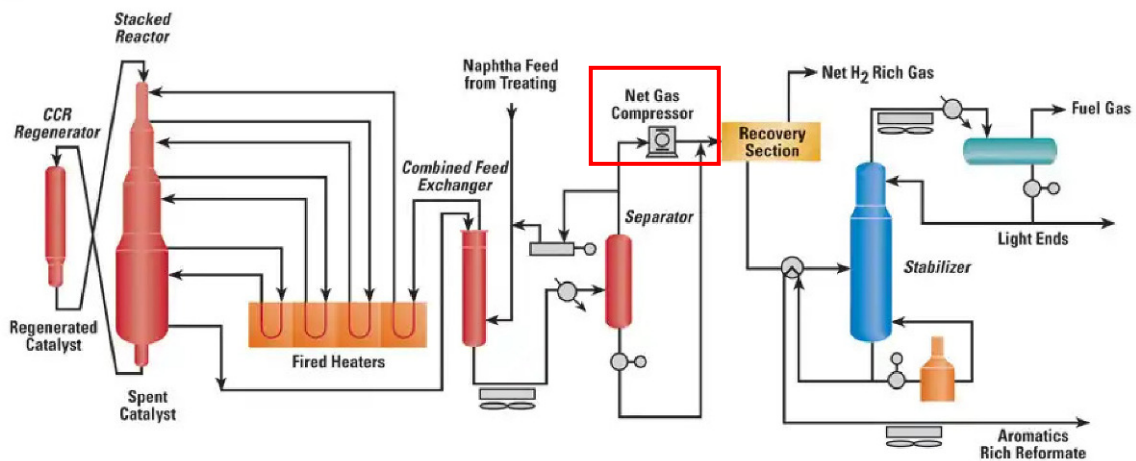 Stacked
Reactor
CCR
Regenerator
Regenerated
Catalyst
Spent
Catalyst
Fired Heaters
Naphtha Feed
from Treating
Combined Feed
Exchanger
Separator
Net Gas
Compressor
Recovery
Section
Net H2 Rich Gas
Fuel Gas
Light Ends
Stabilizer
Aromatics
Rich Reformate